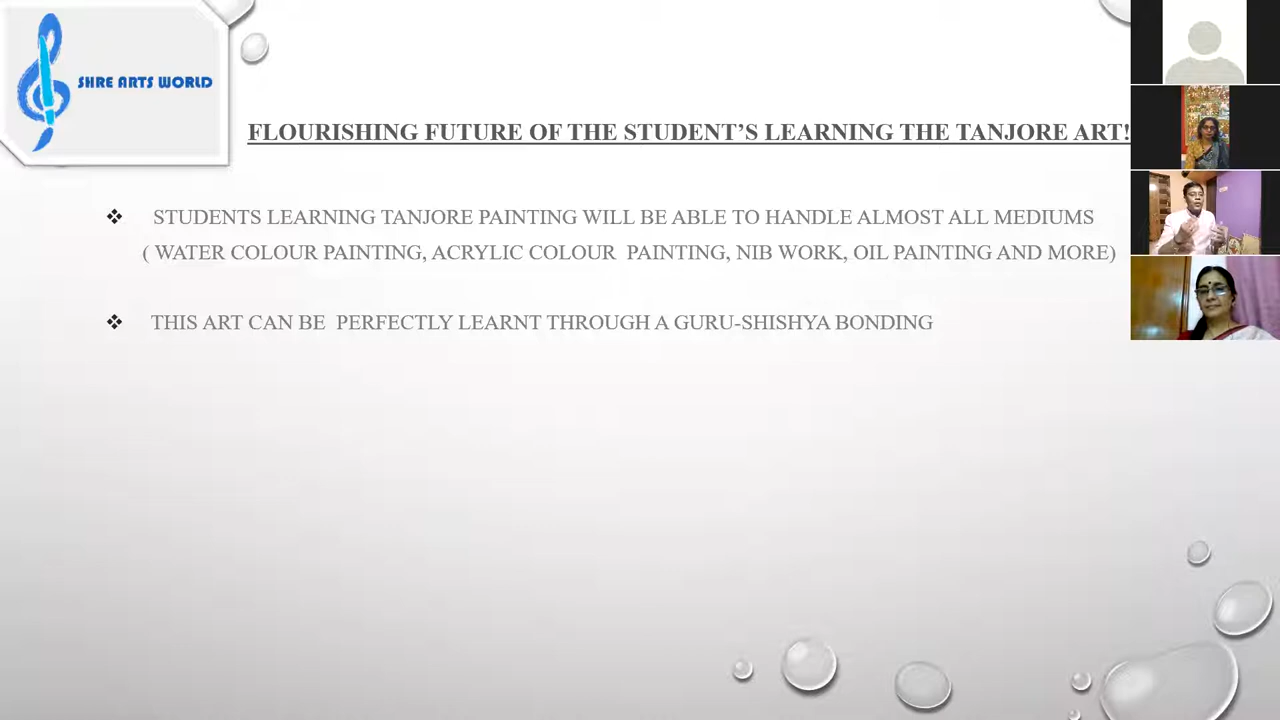 SHRE ARTS WORLD
FLOURISHING FUTURE OF THE STUDENT’S LEARNING THE TANJORE ART!
❖ STUDENTS LEARNING TANJORE PAINTING WILL BE ABLE TO HANDLE ALMOST ALL MEDIUMS
( WATER COLOUR PAINTING, ACRYLIC COLOUR PAINTING, NIB WORK, OIL PAINTING AND MORE)
❖ THIS ART CAN BE PERFECTLY LEARNT THROUGH A GURU-SHISHYA BONDING